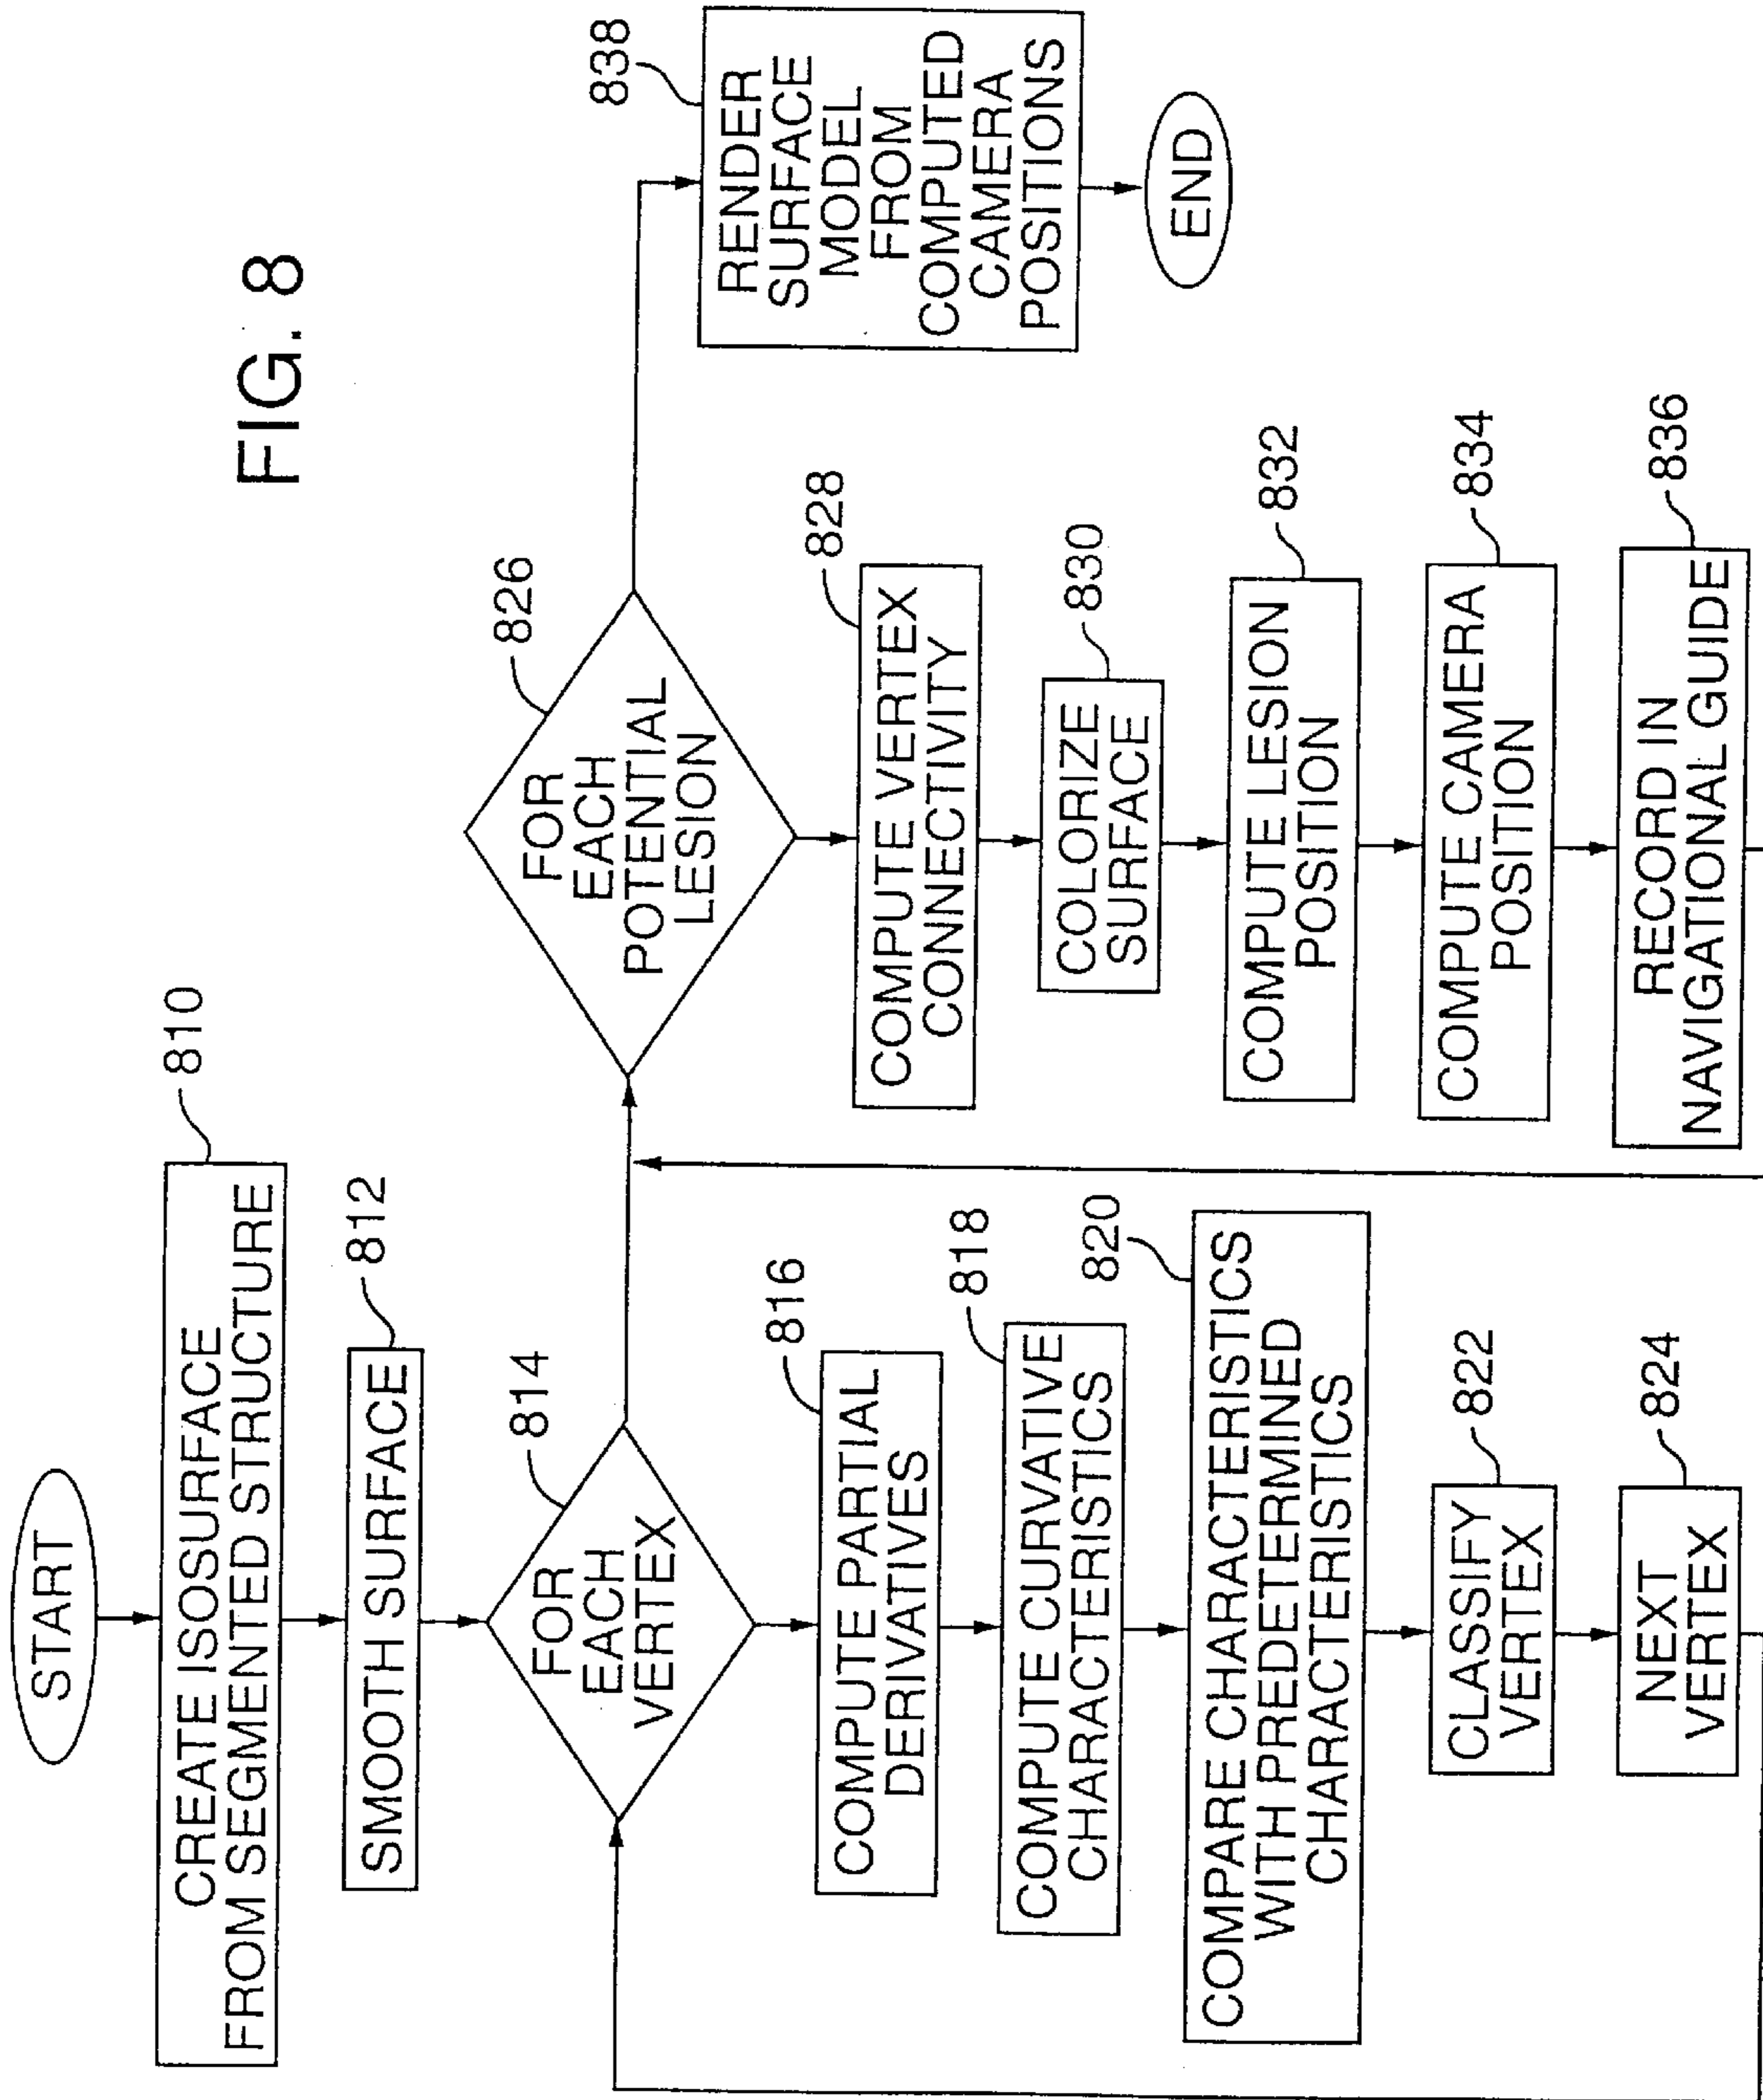 FIG. 8
START
CREATE ISOSURFACE
FROM SEGMENTED STRUCTURE
810
SMOOTH SURFACE
812
FOR
EACH
VERTEX
814
COMPUTE PARTIAL
DERIVATIVES
816
COMPUTE CURVATIVE
CHARACTERISTICS
818
COMPARE CHARACTERISTICS
WITH PREDETERMINED
CHARACTERISTICS
820
CLASSIFY
VERTEX
822
NEXT
VERTEX
824
FOR
EACH
POTENTIAL
LESION
826
COMPUTE VERTEX
CONNECTIVITY
828
COLORIZE
SURFACE
830
COMPUTE LESION
POSITION
832
COMPUTE CAMERA
POSITION
834
RECORD IN
NAVIGATIONAL GUIDE
836
RENDER
SURFACE
MODEL
FROM
COMPUTED
CAMERA
POSITIONS
838
END